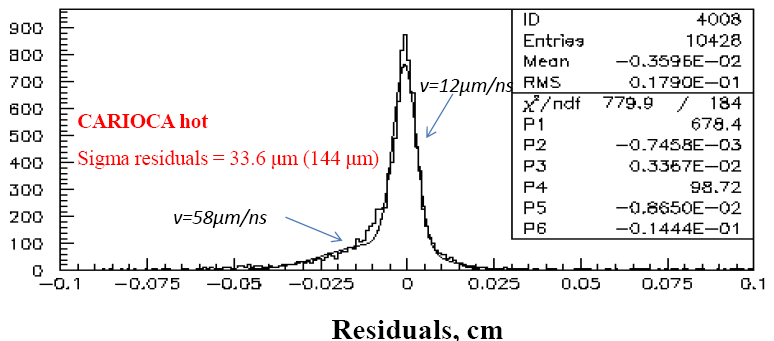 ID 4008
Entries 10428
Mean -0.3596E-02
RMS 0.1790E-01
χ²/ndf 779.9 / 184
P1 678.4
P2 -0.7458E-03
P3 0.3367E-02
P4 98.72
P5 -0.8650E-02
P6 -0.1444E-01
900
800
700
600
500
400
300
200
100
0
v=12µm/ns
CARIOCA hot
Sigma residuals = 33.6 µm (144 µm)
v=58µm/ns
-0.1 -0.075 -0.05 -0.025 0 0.025 0.05 0.075 0.1
Residuals, cm